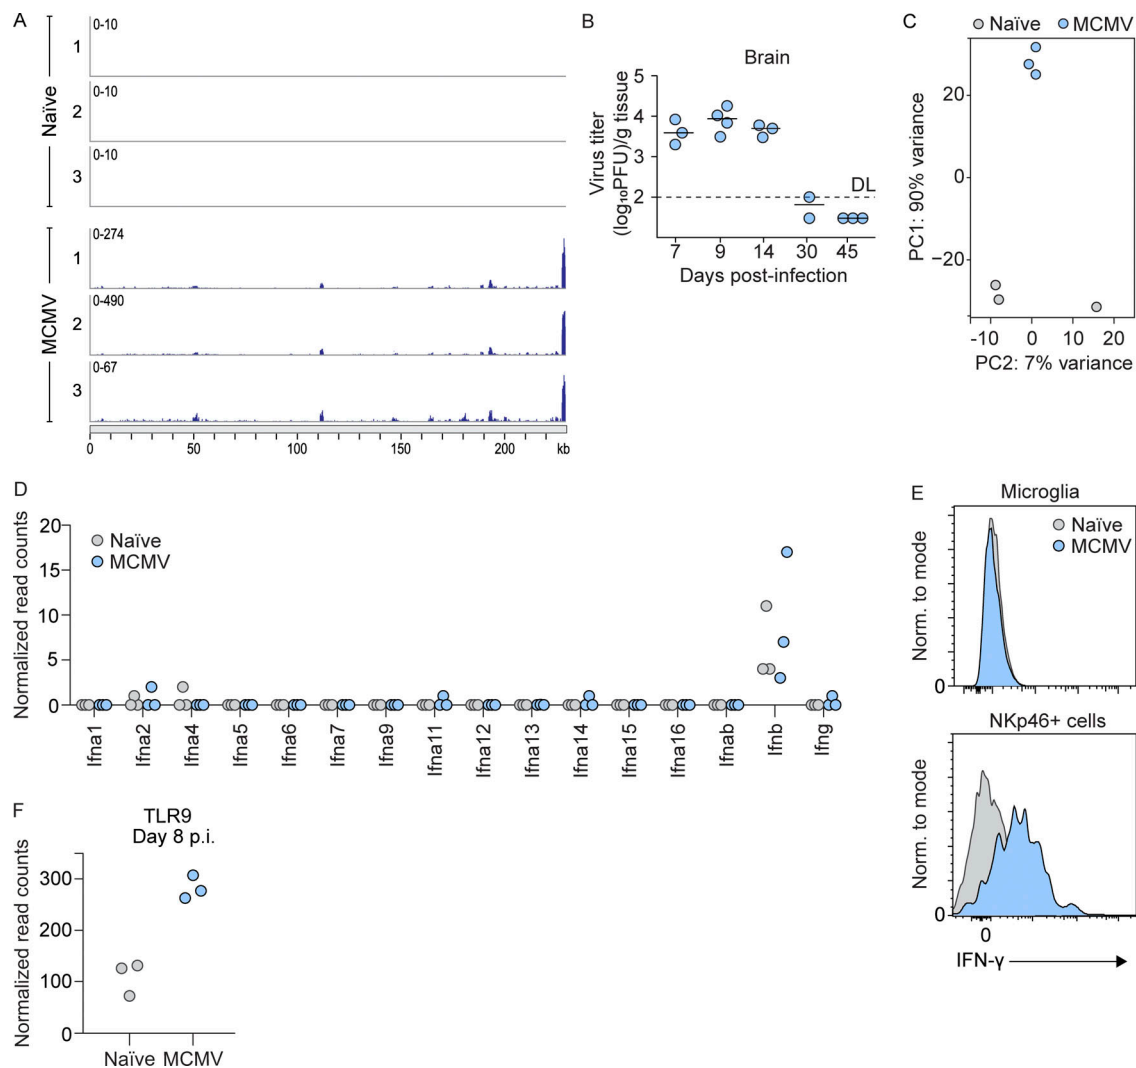 A
Naïve
1
0-10
2
0-10
3
0-10
MCMV
1
0-274
2
0-490
3
0-67
0 50 100 150 200 kb
B
Brain
Virus titer
(log₁₀PFU)/g tissue
5
4
3
2
DL
7 9 14 30 45
Days post-infection
C
Naïve MCMV
PC1: 90% variance
20
0
−20
-10 0 10 20
PC2: 7% variance
D
Normalized read counts
20
15
10
5
0
Naïve
MCMV
Ifna1 Ifna2 Ifna4 Ifna5 Ifna6 Ifna7 Ifna9 Ifna11 Ifna12 Ifna13 Ifna14 Ifna15 Ifna16 Ifnab Ifnb Ifng
E
Microglia
Naïve
MCMV
Norm. to mode
0
NKp46+ cells
Norm. to mode
0
0
IFN-γ
F
TLR9
Day 8 p.i.
Normalized read counts
300
200
100
0
Naïve MCMV